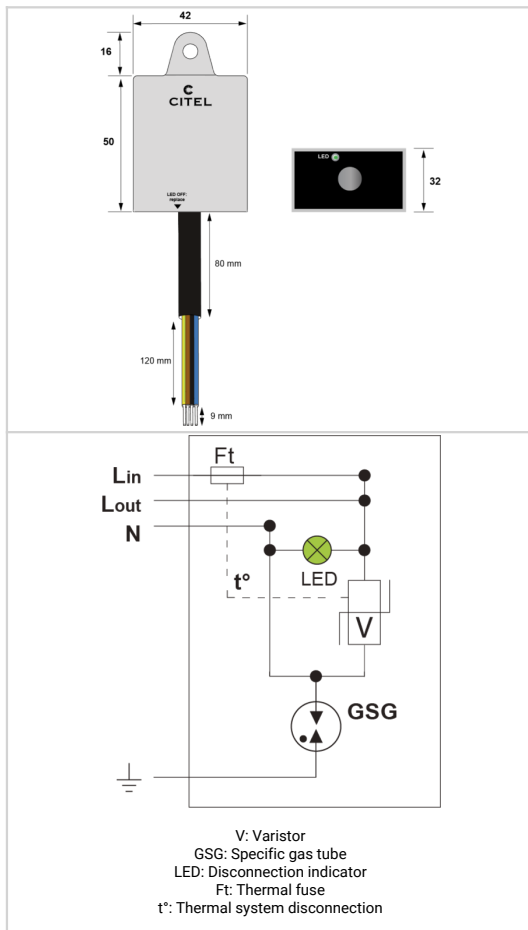 42
16
C
CITEL
50
LED OFF:
replace
LED
32
80 mm
120 mm
9 mm
Ft
Lin
Lout
N
LED
t°
V
GSG
V: Varistor
GSG: Specific gas tube
LED: Disconnection indicator
Ft: Thermal fuse
t°: Thermal system disconnection